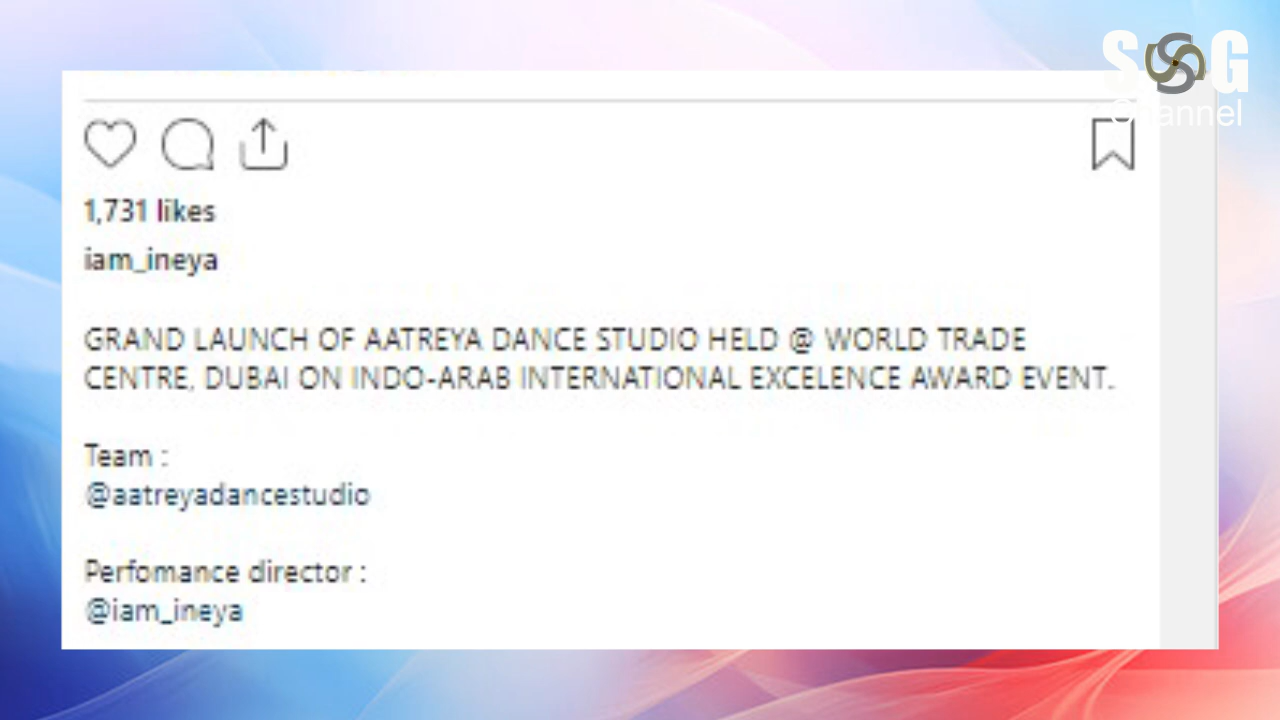 SSG
Channel
1,731 likes
iam_ineya
GRAND LAUNCH OF AATREYA DANCE STUDIO HELD @ WORLD TRADE
CENTRE, DUBAI ON INDO-ARAB INTERNATIONAL EXCELENCE AWARD EVENT.
Team :
@aatreyadancestudio
Perfomance director :
@iam_ineya